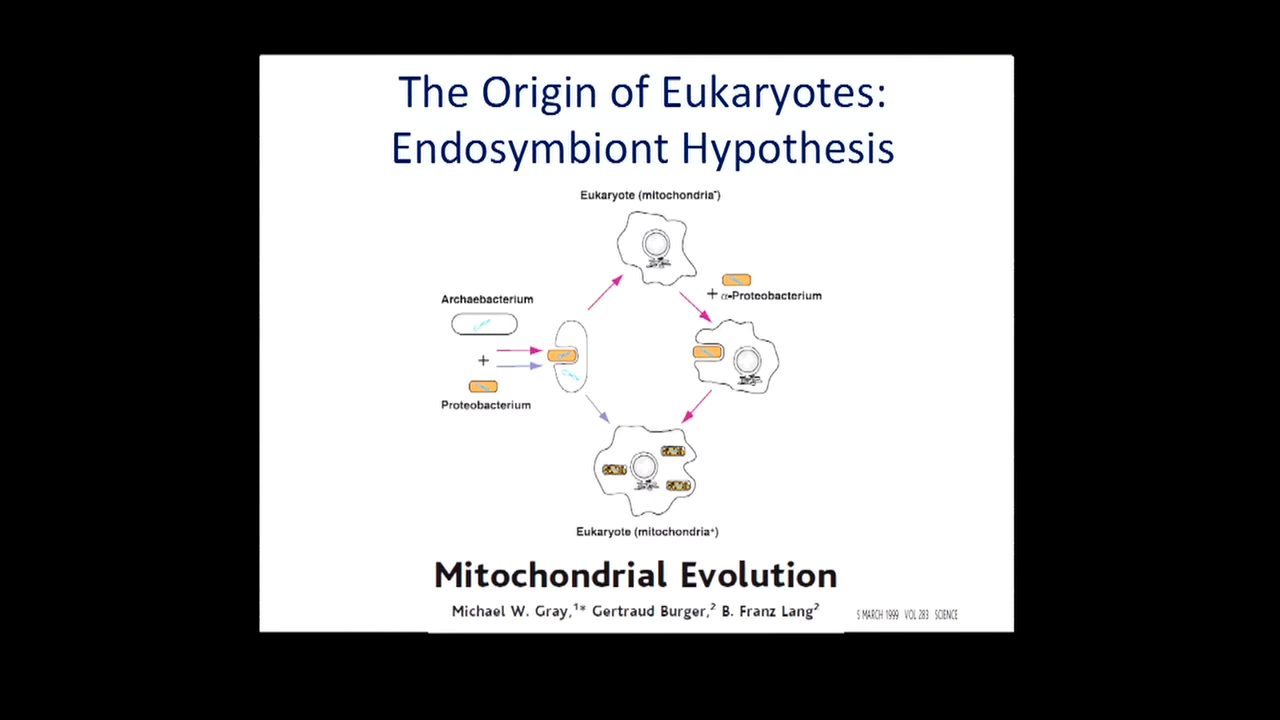 The Origin of Eukaryotes:
Endosymbiont Hypothesis
Eukaryote (mitochondria⁻)
+ α-Proteobacterium
Archaebacterium
+
Proteobacterium
Eukaryote (mitochondria⁺)
Mitochondrial Evolution
Michael W. Gray,¹* Gertraud Burger,² B. Franz Lang²
5 MARCH 1999 VOL 283 SCIENCE